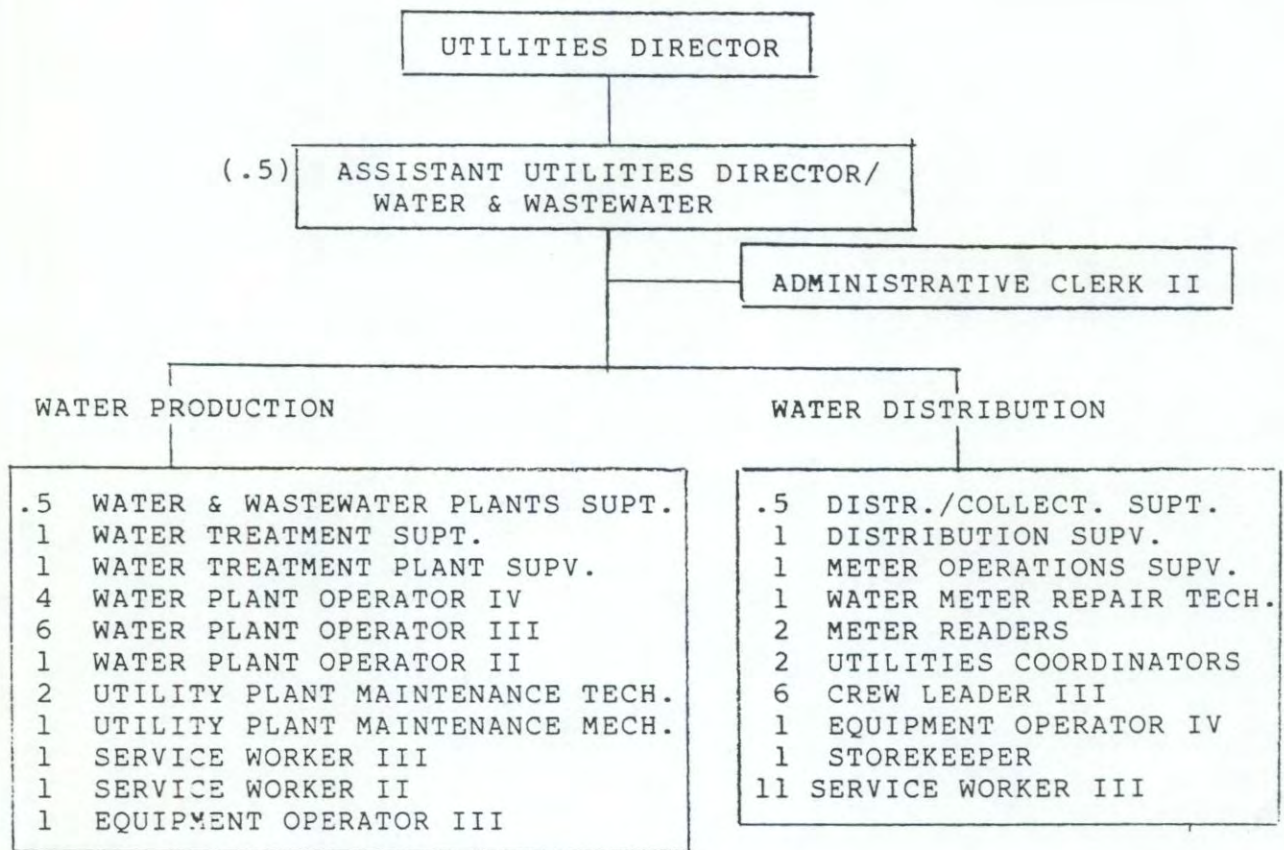 UTILITIES DIRECTOR
(.5) ASSISTANT UTILITIES DIRECTOR/
WATER & WASTEWATER
ADMINISTRATIVE CLERK II
WATER PRODUCTION
.5 WATER & WASTEWATER PLANTS SUPT.
1 WATER TREATMENT SUPT.
1 WATER TREATMENT PLANT SUPV.
4 WATER PLANT OPERATOR IV
6 WATER PLANT OPERATOR III
1 WATER PLANT OPERATOR II
2 UTILITY PLANT MAINTENANCE TECH.
1 UTILITY PLANT MAINTENANCE MECH.
1 SERVICE WORKER III
1 SERVICE WORKER II
1 EQUIPMENT OPERATOR III
WATER DISTRIBUTION
.5 DISTR./COLLECT. SUPT.
1 DISTRIBUTION SUPV.
1 METER OPERATIONS SUPV.
1 WATER METER REPAIR TECH.
2 METER READERS
2 UTILITIES COORDINATORS
6 CREW LEADER III
1 EQUIPMENT OPERATOR IV
1 STOREKEEPER
11 SERVICE WORKER III